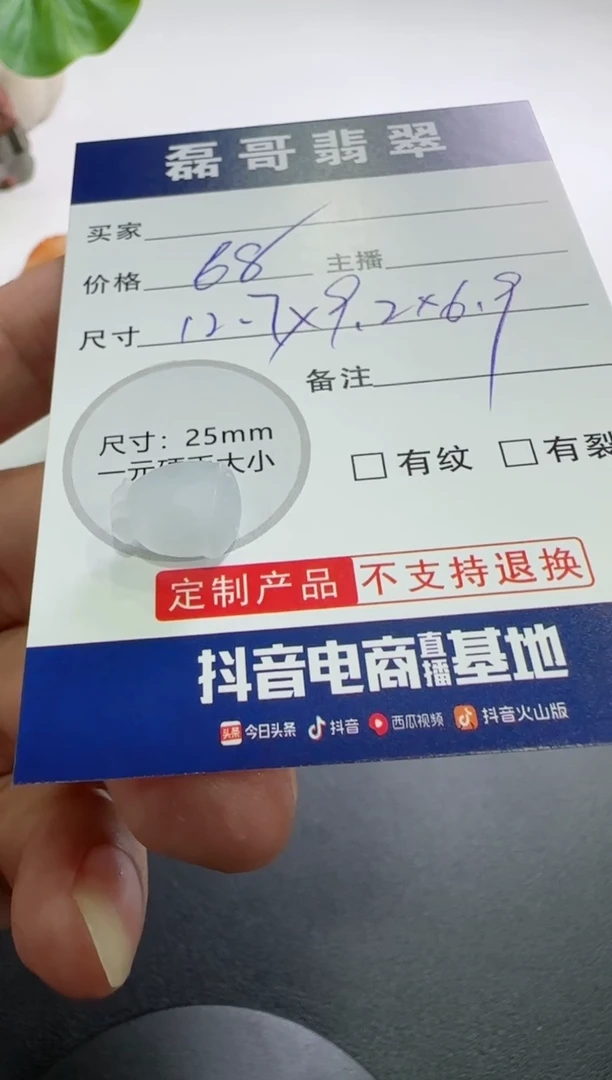 磊哥翡翠
买家
价格 68 主播
尺寸 12.7×9.2×6.9
备注
尺寸：25mm
一元 大小
有纹 有裂
定制产品 不支持退换
抖音电商直播基地
头条 今日头条 抖音 西瓜视频 抖音火山版